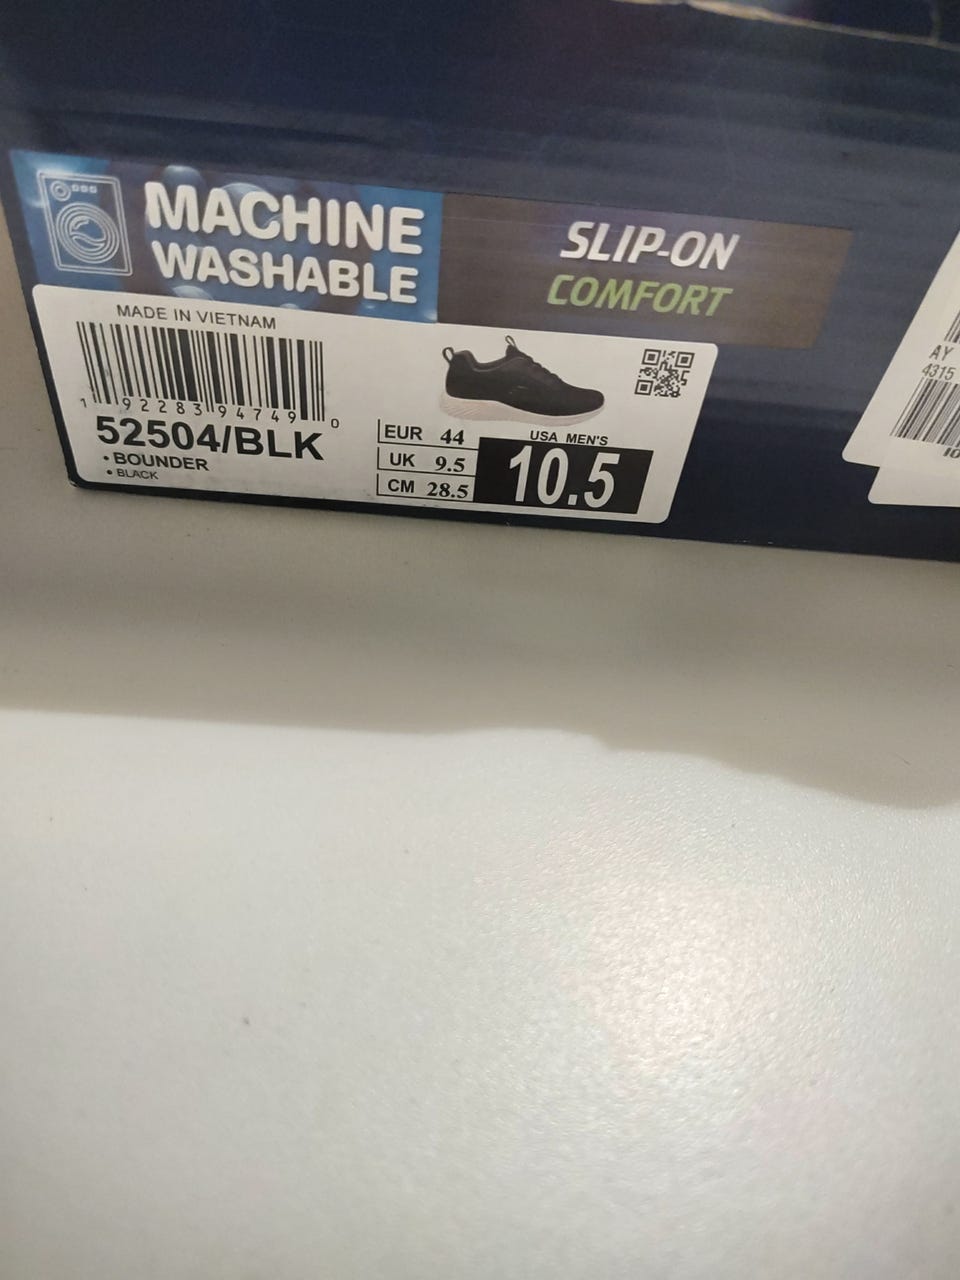 MACHINE
WASHABLE
SLIP-ON
COMFORT
MADE IN VIETNAM
1 92283 94749 0
52504/BLK
• BOUNDER
• BLACK
EUR 44
UK 9.5
CM 28.5
USA MEN'S
10.5
AY
4315